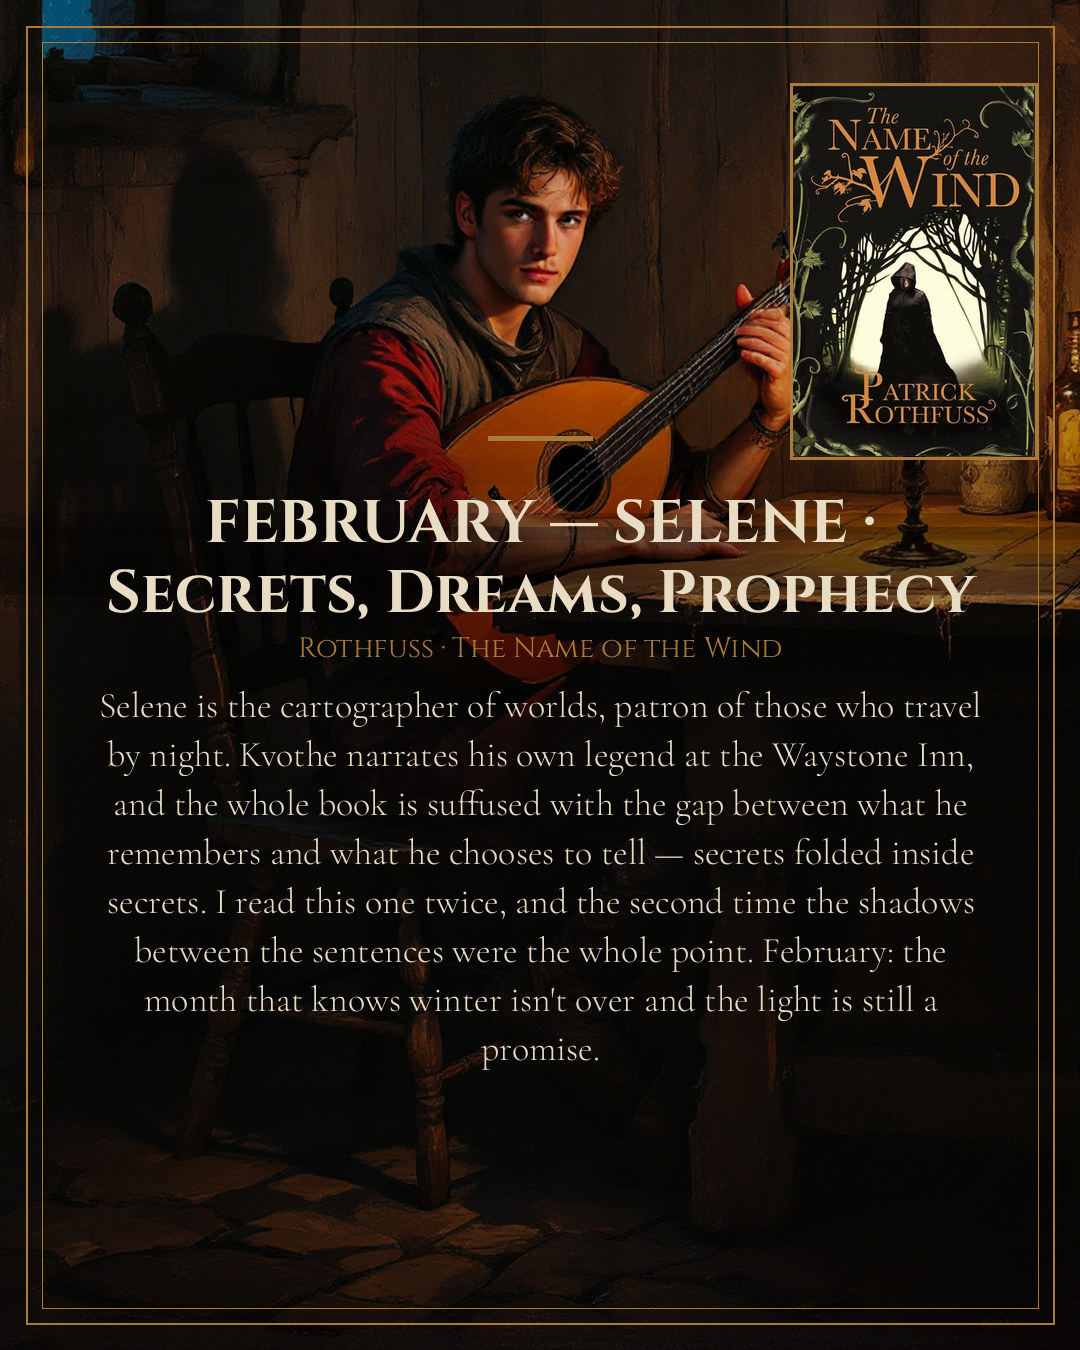 The
NAME
of the
WIND
PATRICK
ROTHFUSS
FEBRUARY — SELENE ·
SECRETS, DREAMS, PROPHECY
ROTHFUSS · THE NAME OF THE WIND
Selene is the cartographer of worlds, patron of those who travel
by night. Kvothe narrates his own legend at the Waystone Inn,
and the whole book is suffused with the gap between what he
remembers and what he chooses to tell — secrets folded inside
secrets. I read this one twice, and the second time the shadows
between the sentences were the whole point. February: the
month that knows winter isn't over and the light is still a
promise.